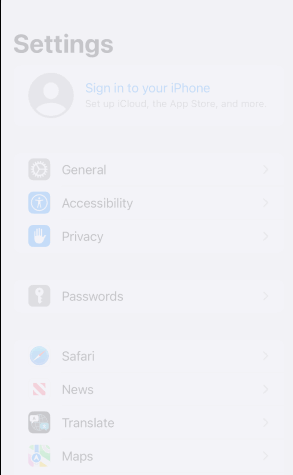 Settings
Sign in to your iPhone
Set up iCloud, the App Store, and more.
General
Accessibility
Privacy
Passwords
Safari
News
Translate
Maps